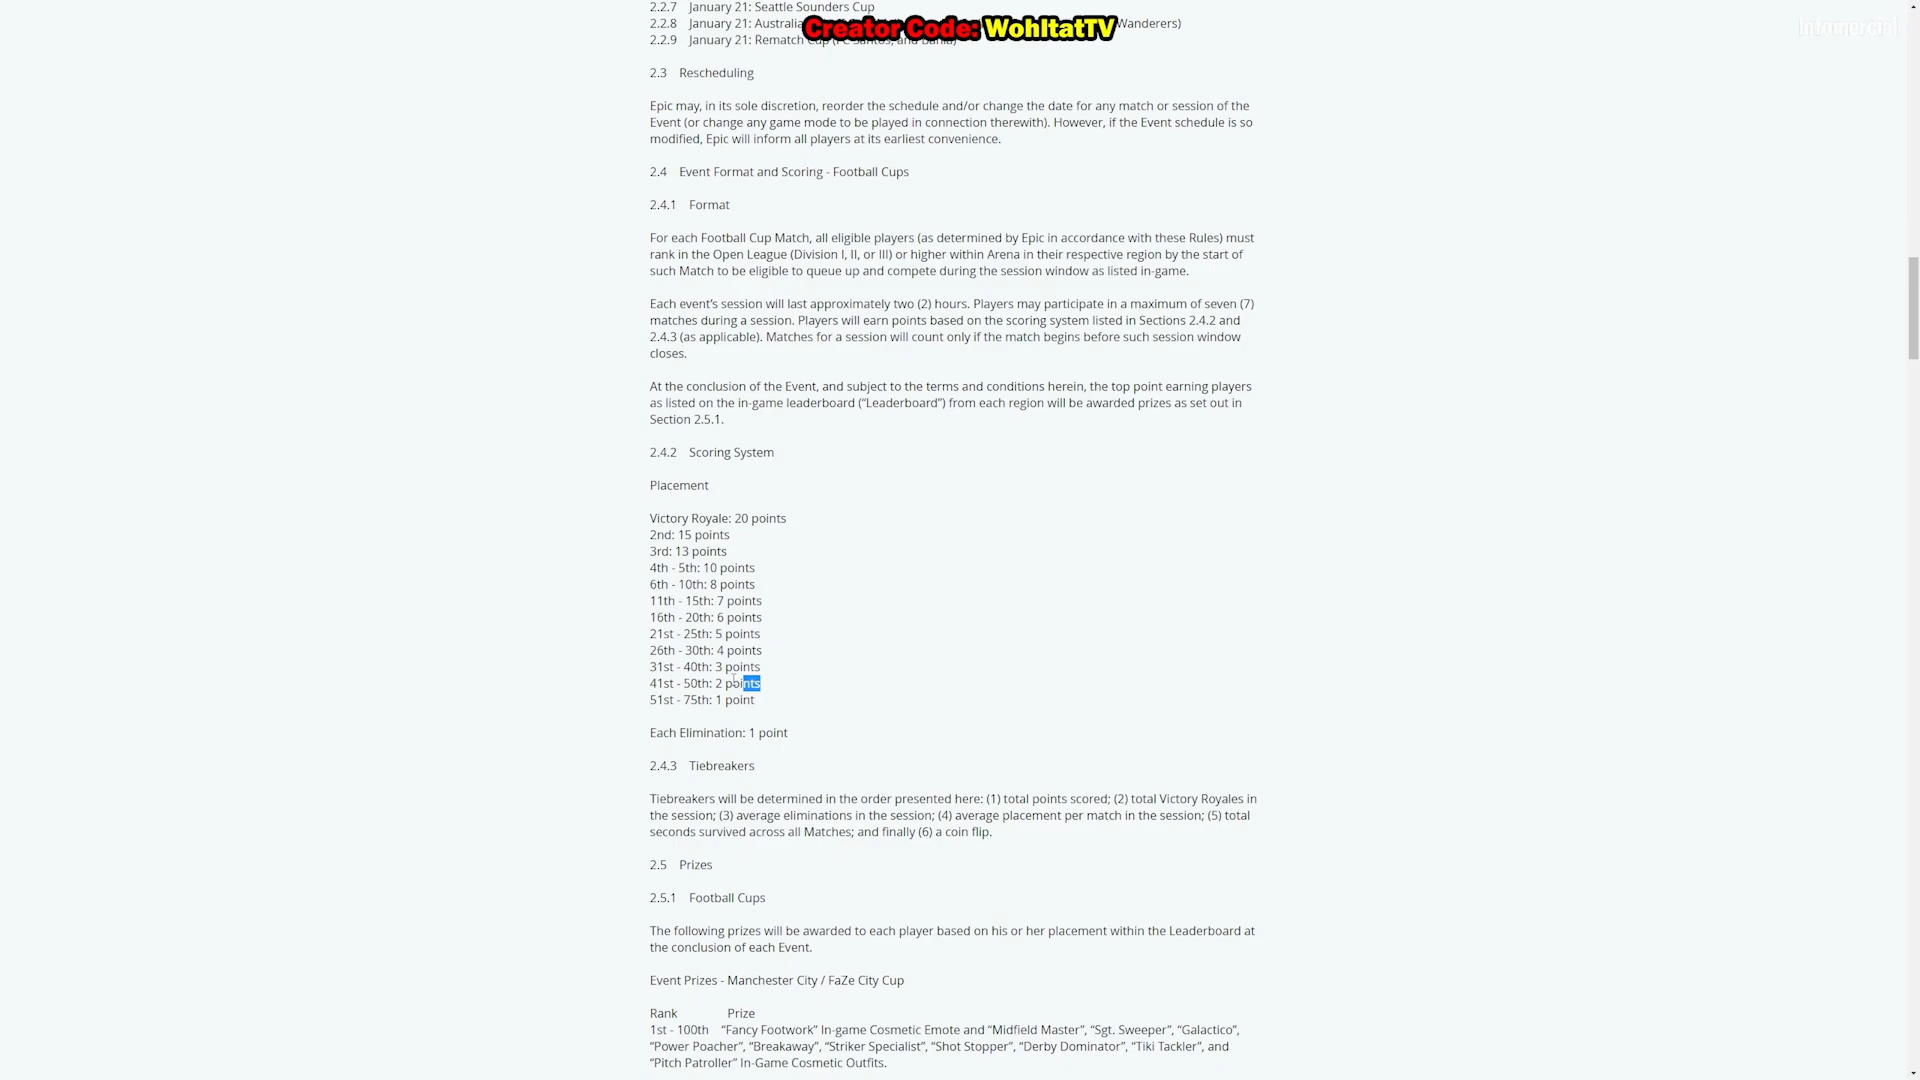 2.2.7 January 21: Seattle Sounders Cup
2.2.8 January 21: Australia Wanderers)
Creator Code: WohltatTV
Infomercial
2.2.9 January 21: Rematch Cup (FC Santos, and Bahia)
2.3 Rescheduling
Epic may, in its sole discretion, reorder the schedule and/or change the date for any match or session of the
Event (or change any game mode to be played in connection therewith). However, if the Event schedule is so
modified, Epic will inform all players at its earliest convenience.
2.4 Event Format and Scoring - Football Cups
2.4.1 Format
For each Football Cup Match, all eligible players (as determined by Epic in accordance with these Rules) must
rank in the Open League (Division I, II, or III) or higher within Arena in their respective region by the start of
such Match to be eligible to queue up and compete during the session window as listed in-game.
Each event’s session will last approximately two (2) hours. Players may participate in a maximum of seven (7)
matches during a session. Players will earn points based on the scoring system listed in Sections 2.4.2 and
2.4.3 (as applicable). Matches for a session will count only if the match begins before such session window
closes.
At the conclusion of the Event, and subject to the terms and conditions herein, the top point earning players
as listed on the in-game leaderboard (“Leaderboard”) from each region will be awarded prizes as set out in
Section 2.5.1.
2.4.2 Scoring System
Placement
Victory Royale: 20 points
2nd: 15 points
3rd: 13 points
4th - 5th: 10 points
6th - 10th: 8 points
11th - 15th: 7 points
16th - 20th: 6 points
21st - 25th: 5 points
26th - 30th: 4 points
31st - 40th: 3 points
41st - 50th: 2 points
51st - 75th: 1 point
Each Elimination: 1 point
2.4.3 Tiebreakers
Tiebreakers will be determined in the order presented here: (1) total points scored; (2) total Victory Royales in
the session; (3) average eliminations in the session; (4) average placement per match in the session; (5) total
seconds survived across all Matches; and finally (6) a coin flip.
2.5 Prizes
2.5.1 Football Cups
The following prizes will be awarded to each player based on his or her placement within the Leaderboard at
the conclusion of each Event.
Event Prizes - Manchester City / FaZe City Cup
Rank Prize
1st - 100th “Fancy Footwork” In-game Cosmetic Emote and “Midfield Master”, “Sgt. Sweeper”, “Galactico”,
“Power Poacher”, “Breakaway”, “Striker Specialist”, “Shot Stopper”, “Derby Dominator”, “Tiki Tackler”, and
“Pitch Patroller” In-Game Cosmetic Outfits.